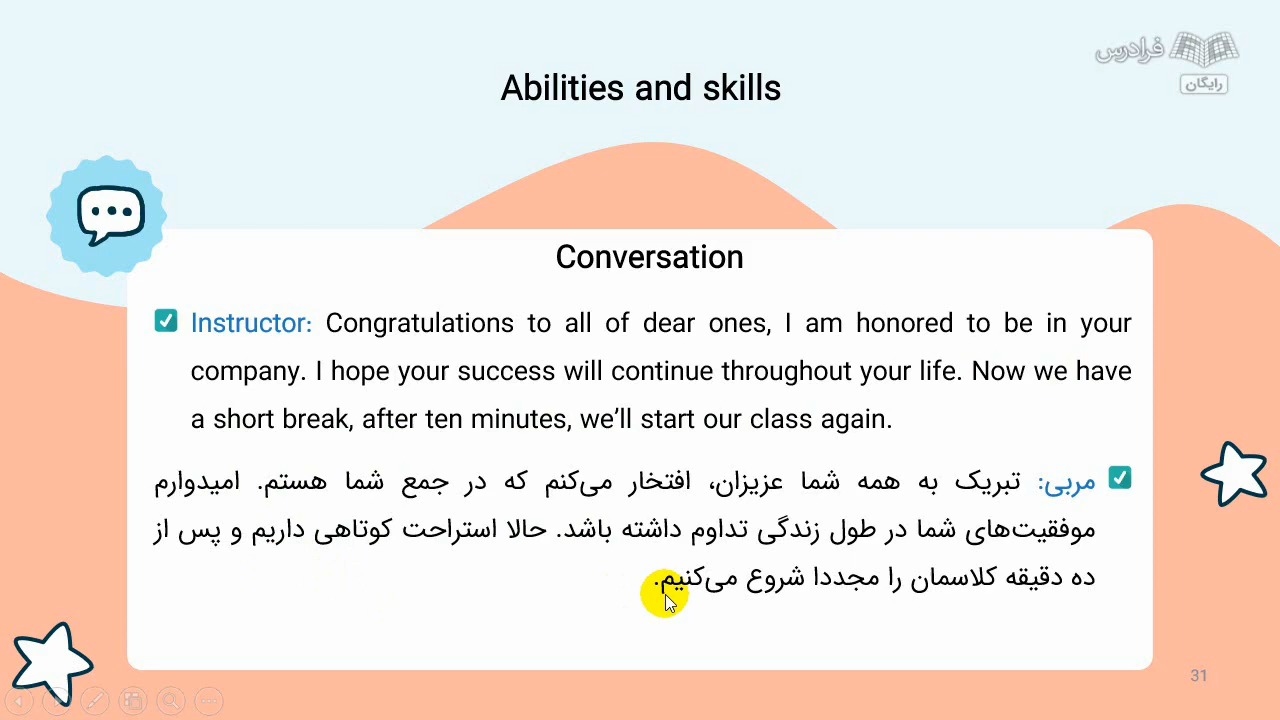 فرادرس
رایگان
Abilities and skills
Conversation
Instructor: Congratulations to all of dear ones, I am honored to be in your
company. I hope your success will continue throughout your life. Now we have
a short break, after ten minutes, we’ll start our class again.
مربی: تبریک به همه شما عزیزان، افتخار می‌کنم که در جمع شما هستم. امیدوارم
موفقیت‌های شما در طول زندگی تداوم داشته باشد. حالا استراحت کوتاهی داریم و پس از
ده دقیقه کلاسمان را مجددا شروع می‌کنیم.
31